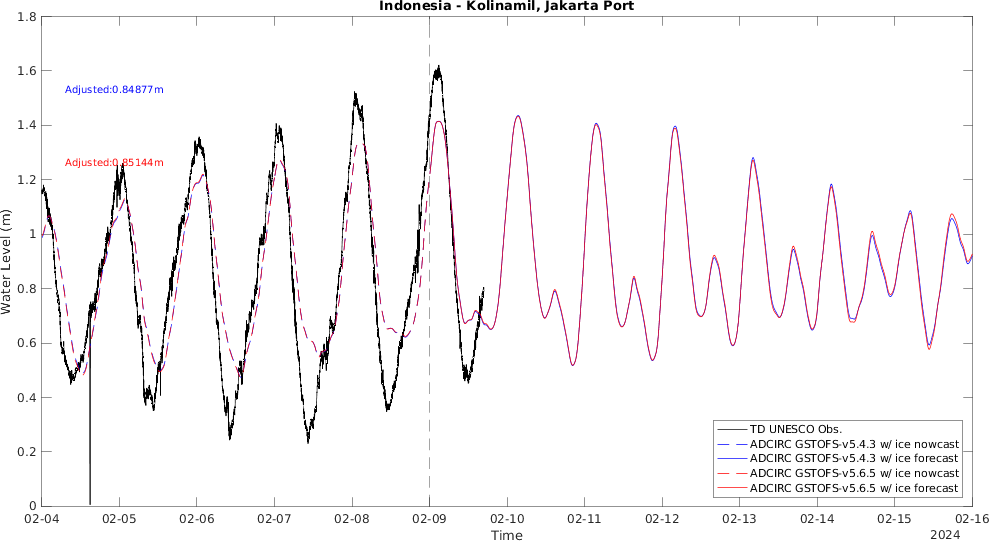 Indonesia - Kolinamil, Jakarta Port
1.8
1.6
1.4
1.2
1
0.8
0.6
0.4
0.2
0
Water Level (m)
Adjusted:0.84877m
Adjusted:0.85144m
TD UNESCO Obs.
ADCIRC GSTOFS-v5.4.3 w/ ice nowcast
ADCIRC GSTOFS-v5.4.3 w/ ice forecast
ADCIRC GSTOFS-v5.6.5 w/ ice nowcast
ADCIRC GSTOFS-v5.6.5 w/ ice forecast
02-04 02-05 02-06 02-07 02-08 02-09 02-10 02-11 02-12 02-13 02-14 02-15 02-16
Time
2024